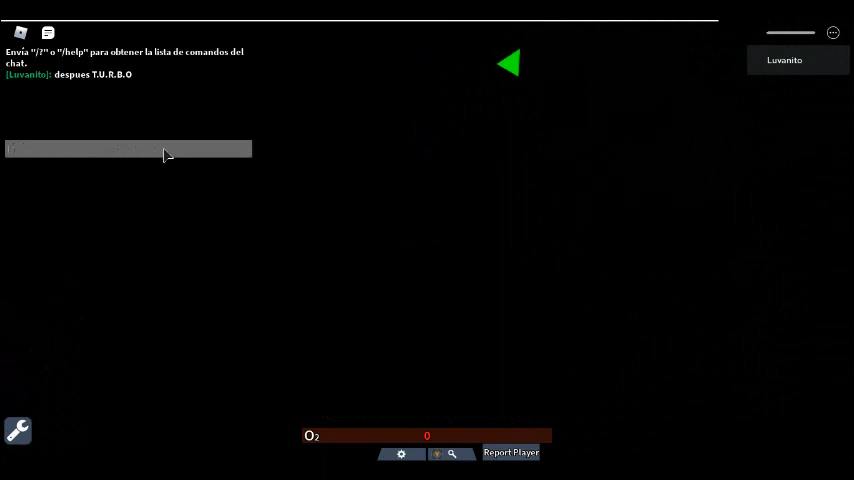 Envía "/?" o "/help" para obtener la lista de comandos del
chat.
[Luvanito]: despues T.U.R.B.O
Luvanito
O₂
0
Report Player